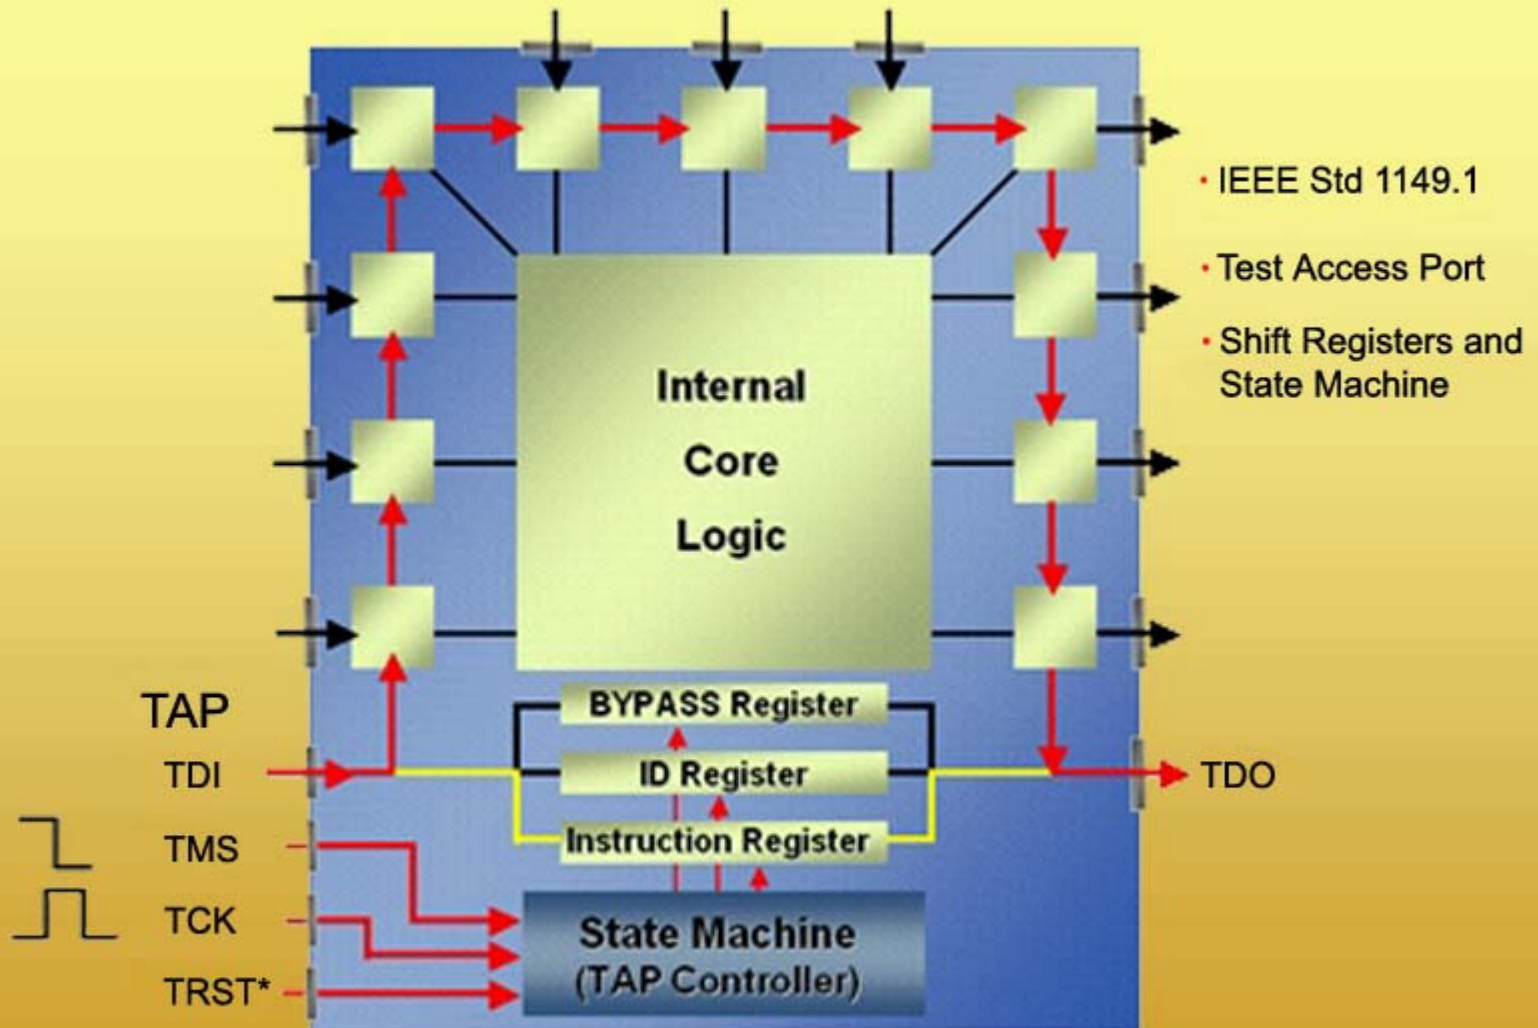 · IEEE Std 1149.1
· Test Access Port
· Shift Registers and
State Machine
Internal
Core
Logic
TAP
BYPASS Register
TDI
ID Register
TDO
TMS
Instruction Register
TCK
State Machine
(TAP Controller)
TRST*